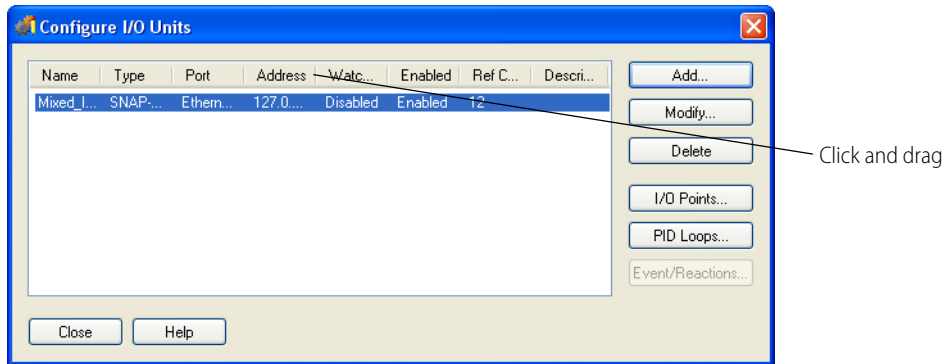 Configure I/O Units
Name Type Port Address Watc... Enabled Ref C... Descri...
Mixed_I... SNAP-... Ethern... 127.0.... Disabled Enabled 12
Add...
Modify...
Delete
Click and drag
I/O Points...
PID Loops...
Event/Reactions...
Close Help